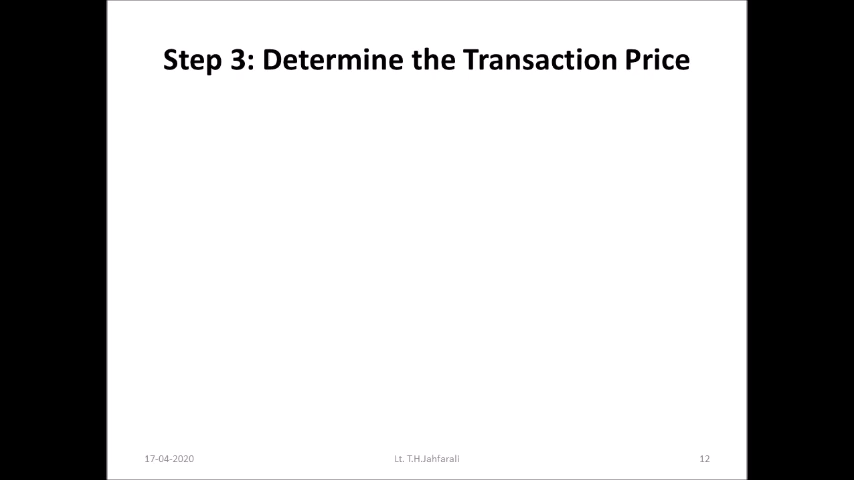 Step 3: Determine the Transaction Price
17-04-2020
Lt. T.H.Jahfarali
12